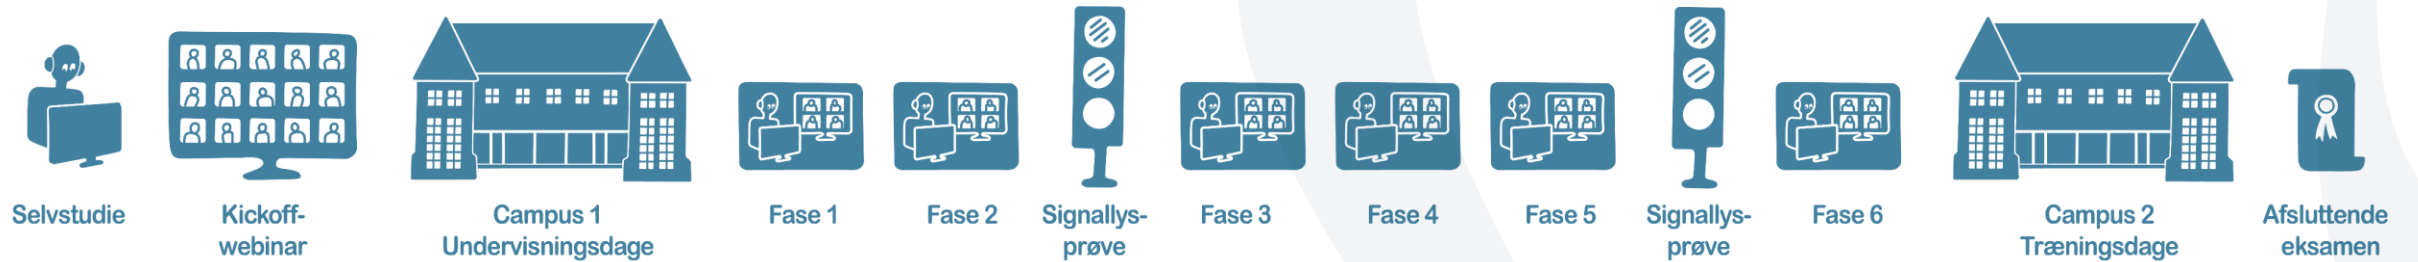 Selvstudie
Kickoff-
webinar
Campus 1
Undervisningsdage
Fase 1
Fase 2
Signallys-
prøve
Fase 3
Fase 4
Fase 5
Signallys-
prøve
Fase 6
Campus 2
Træningsdage
Afsluttende
eksamen